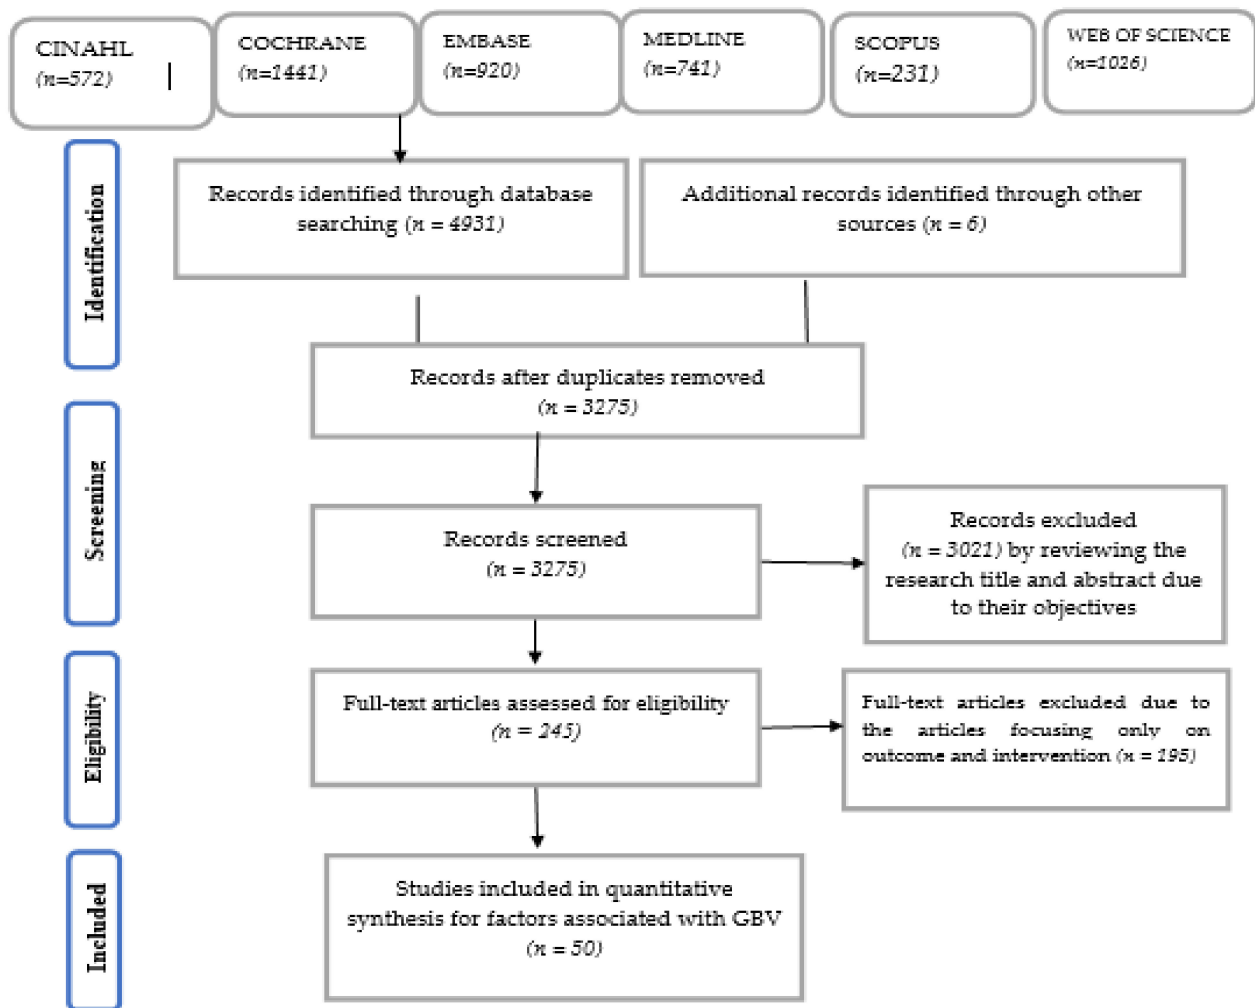 CINAHL
(n=572)
COCHRANE
(n=1441)
EMBASE
(n=920)
MEDLINE
(n=741)
SCOPUS
(n=231)
WEB OF SCIENCE
(n=1026)
Identification
Records identified through database
searching (n = 4931)
Additional records identified through other
sources (n = 6)
Records after duplicates removed
(n = 3275)
Screening
Records screened
(n = 3275)
Records excluded
(n = 3021) by reviewing the
research title and abstract due
to their objectives
Eligibility
Full-text articles assessed for eligibility
(n = 245)
Full-text articles excluded due to
the articles focusing only on
outcome and intervention (n = 195)
Included
Studies included in quantitative
synthesis for factors associated with GBV
(n = 50)